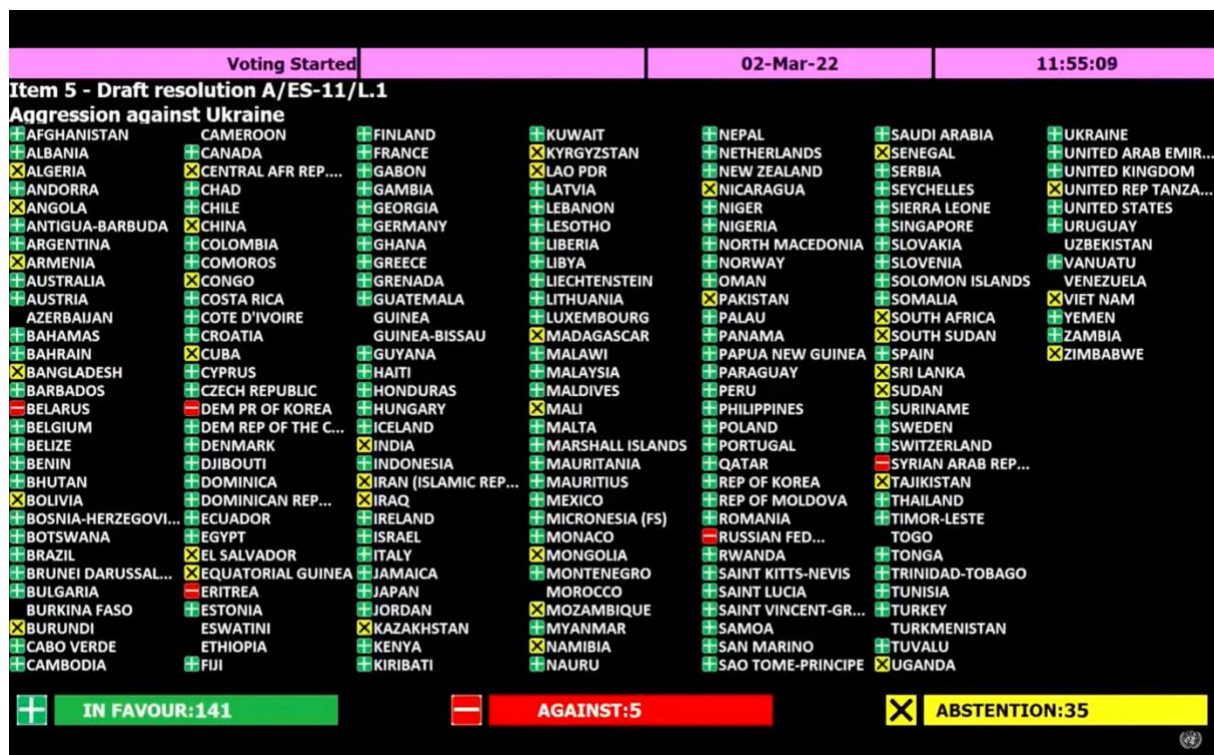 Voting Started 02-Mar-22 11:55:09
Item 5 - Draft resolution A/ES-11/L.1
Aggression against Ukraine
AFGHANISTAN
ALBANIA
ALGERIA
ANDORRA
ANGOLA
ANTIGUA-BARBUDA
ARGENTINA
ARMENIA
AUSTRALIA
AUSTRIA
AZERBAIJAN
BAHAMAS
BAHRAIN
BANGLADESH
BARBADOS
BELARUS
BELGIUM
BELIZE
BENIN
BHUTAN
BOLIVIA
BOSNIA-HERZEGOVI...
BOTSWANA
BRAZIL
BRUNEI DARUSSAL...
BULGARIA
BURKINA FASO
BURUNDI
CABO VERDE
CAMBODIA
CAMEROON
CANADA
CENTRAL AFR REP....
CHAD
CHILE
CHINA
COLOMBIA
COMOROS
CONGO
COSTA RICA
COTE D'IVOIRE
CROATIA
CUBA
CYPRUS
CZECH REPUBLIC
DEM PR OF KOREA
DEM REP OF THE C...
DENMARK
DJIBOUTI
DOMINICA
DOMINICAN REP...
ECUADOR
EGYPT
EL SALVADOR
EQUATORIAL GUINEA
ERITREA
ESTONIA
ESWATINI
ETHIOPIA
FIJI
FINLAND
FRANCE
GABON
GAMBIA
GEORGIA
GERMANY
GHANA
GREECE
GRENADA
GUATEMALA
GUINEA
GUINEA-BISSAU
GUYANA
HAITI
HONDURAS
HUNGARY
ICELAND
INDIA
INDONESIA
IRAN (ISLAMIC REP...
IRAQ
IRELAND
ISRAEL
ITALY
JAMAICA
JAPAN
JORDAN
KAZAKHSTAN
KENYA
KIRIBATI
KUWAIT
KYRGYZSTAN
LAO PDR
LATVIA
LEBANON
LESOTHO
LIBERIA
LIBYA
LIECHTENSTEIN
LITHUANIA
LUXEMBOURG
MADAGASCAR
MALAWI
MALAYSIA
MALDIVES
MALI
MALTA
MARSHALL ISLANDS
MAURITANIA
MAURITIUS
MEXICO
MICRONESIA (FS)
MONACO
MONGOLIA
MONTENEGRO
MOROCCO
MOZAMBIQUE
MYANMAR
NAMIBIA
NAURU
NEPAL
NETHERLANDS
NEW ZEALAND
NICARAGUA
NIGER
NIGERIA
NORTH MACEDONIA
NORWAY
OMAN
PAKISTAN
PALAU
PANAMA
PAPUA NEW GUINEA
PARAGUAY
PERU
PHILIPPINES
POLAND
PORTUGAL
QATAR
REP OF KOREA
REP OF MOLDOVA
ROMANIA
RUSSIAN FED...
RWANDA
SAINT KITTS-NEVIS
SAINT LUCIA
SAINT VINCENT-GR...
SAMOA
SAN MARINO
SAO TOME-PRINCIPE
SAUDI ARABIA
SENEGAL
SERBIA
SEYCHELLES
SIERRA LEONE
SINGAPORE
SLOVAKIA
SLOVENIA
SOLOMON ISLANDS
SOMALIA
SOUTH AFRICA
SOUTH SUDAN
SPAIN
SRI LANKA
SUDAN
SURINAME
SWEDEN
SWITZERLAND
SYRIAN ARAB REP...
TAJIKISTAN
THAILAND
TIMOR-LESTE
TOGO
TONGA
TRINIDAD-TOBAGO
TUNISIA
TURKEY
TURKMENISTAN
TUVALU
UGANDA
UKRAINE
UNITED ARAB EMIR...
UNITED KINGDOM
UNITED REP TANZA...
UNITED STATES
URUGUAY
UZBEKISTAN
VANUATU
VENEZUELA
VIET NAM
YEMEN
ZAMBIA
ZIMBABWE
IN FAVOUR:141 AGAINST:5 ABSTENTION:35